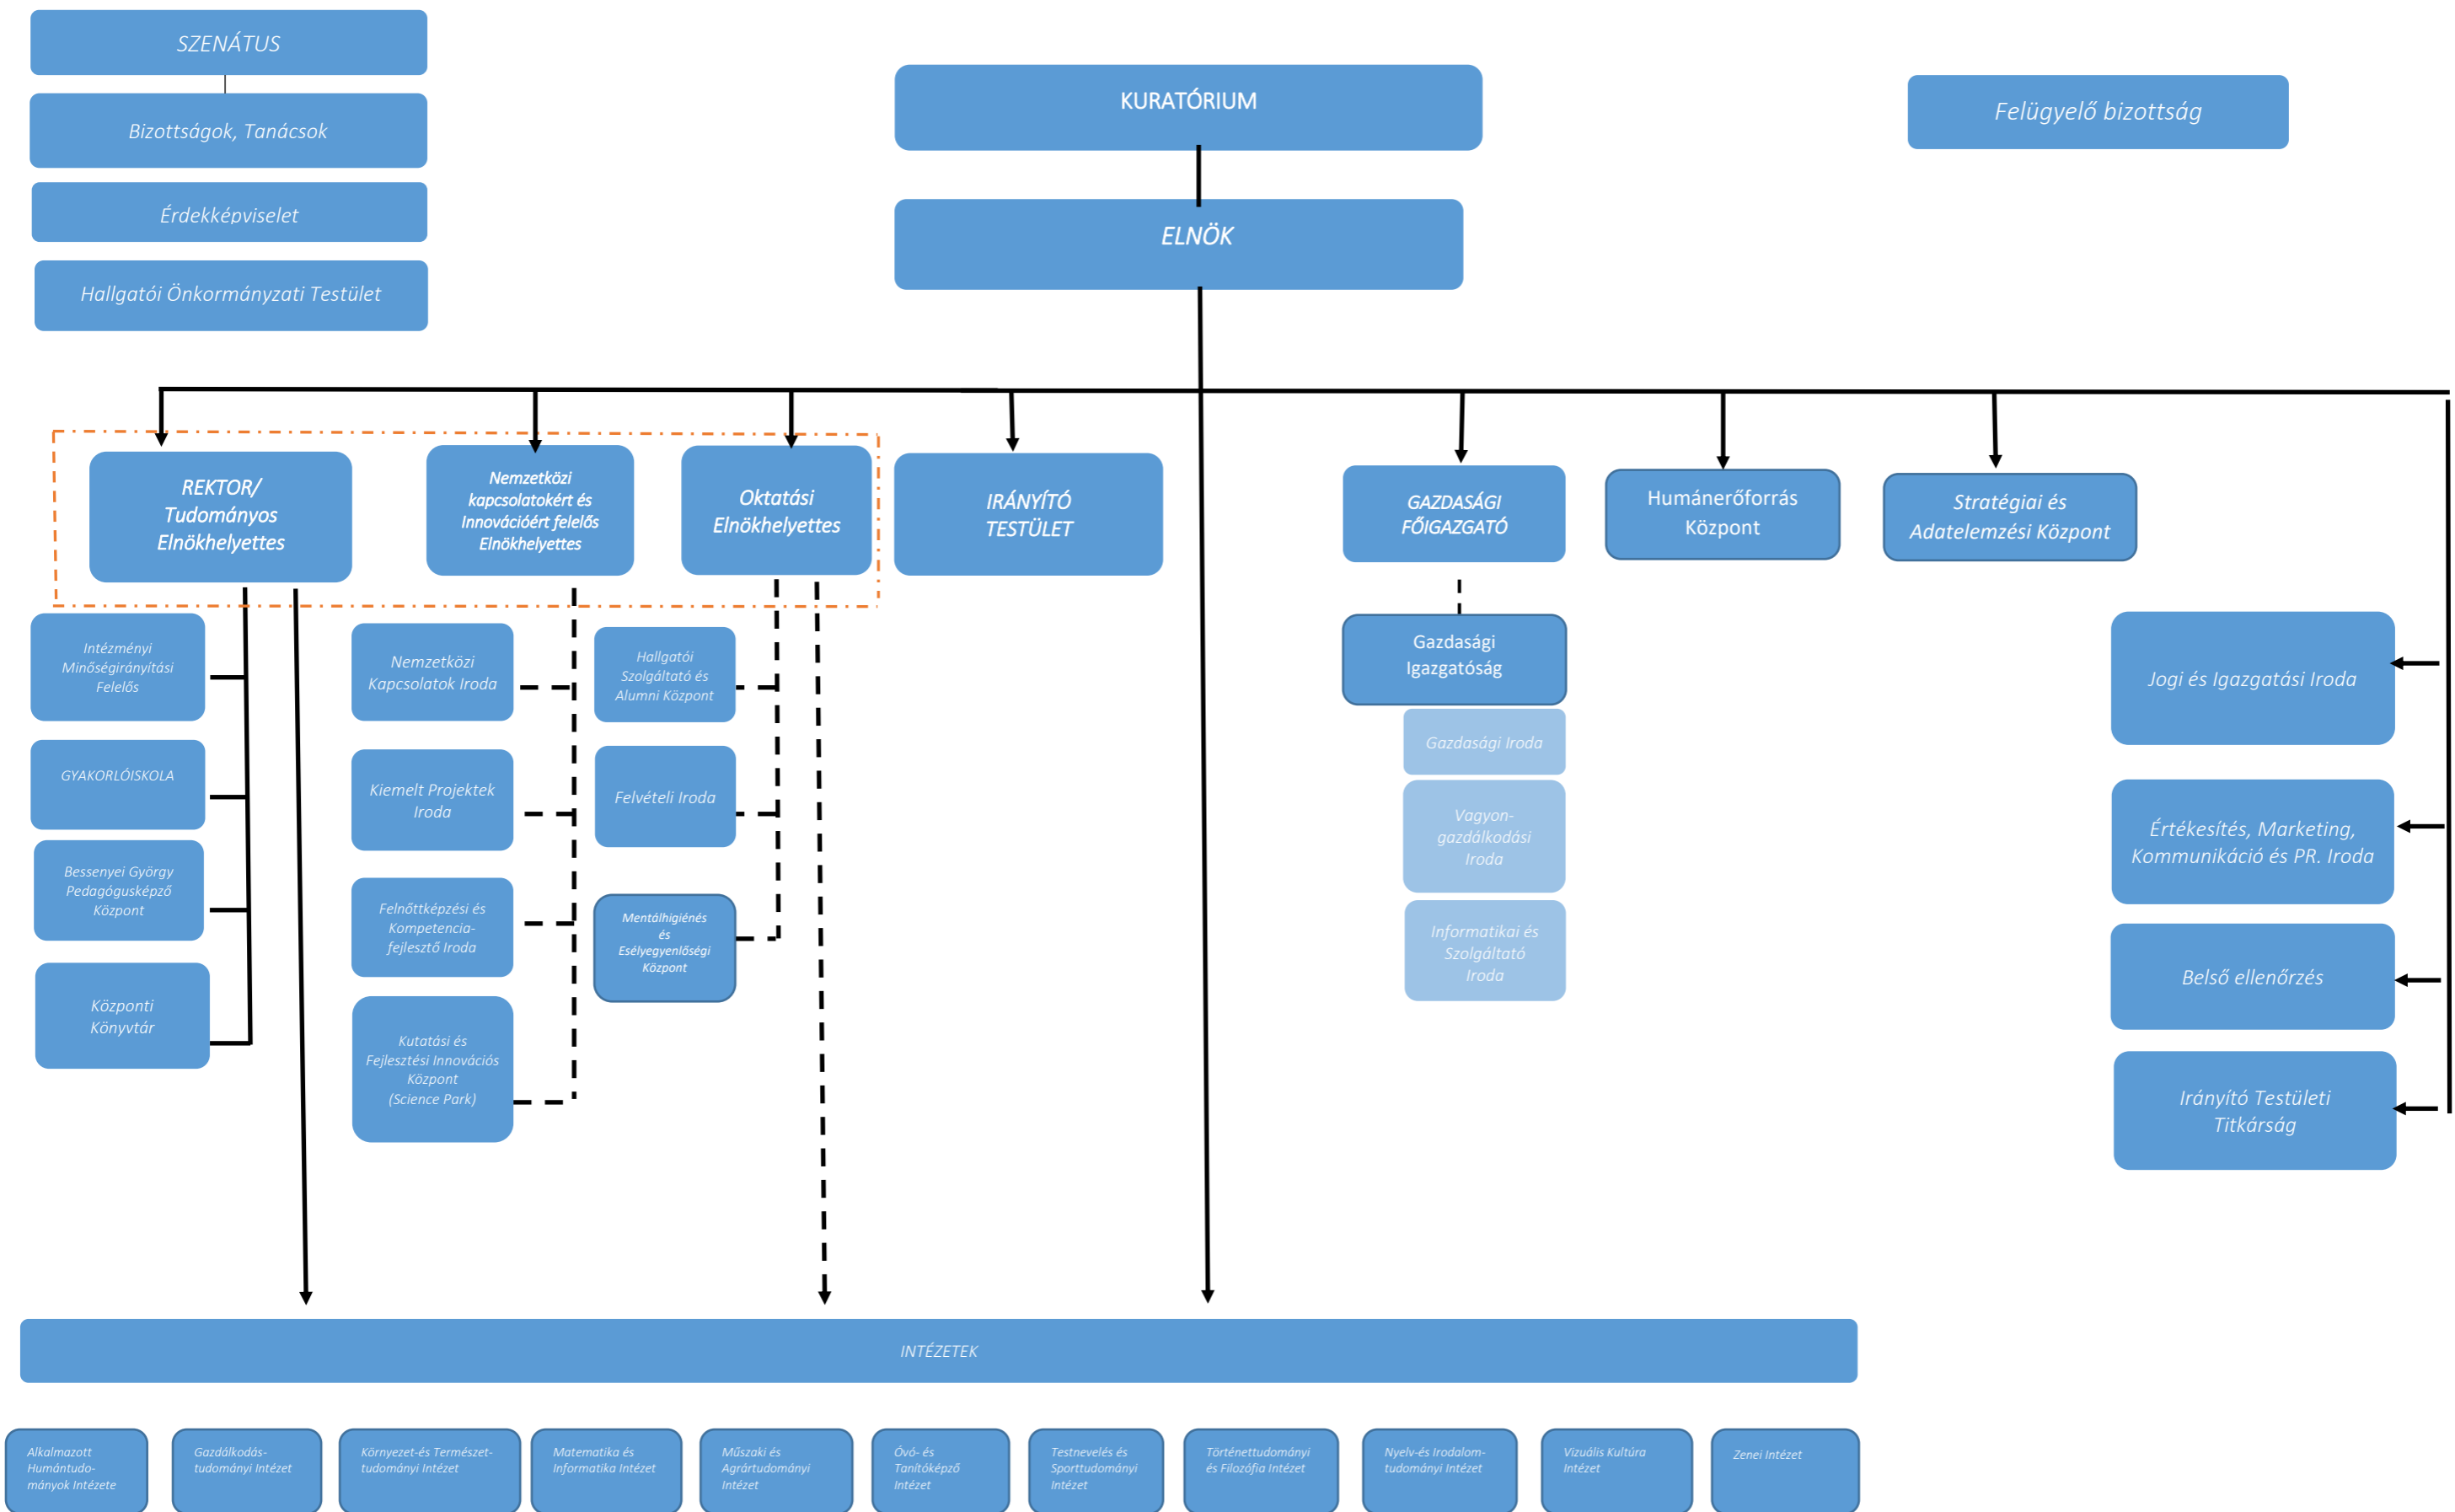 SZENÁTUS
Bizottságok, Tanácsok
Érdekképviselet
Hallgatói Önkormányzati Testület
KURATÓRIUM
ELNÖK
Felügyelő bizottság
REKTOR/
Tudományos
Elnökhelyettes
Nemzetközi
kapcsolatokért és
Innovációért felelős
Elnökhelyettes
Oktatási
Elnökhelyettes
IRÁNYÍTÓ
TESTÜLET
GAZDASÁGI
FŐIGAZGATÓ
Humánerőforrás
Központ
Stratégiai és
Adatelemzési Központ
Intézményi
Minőségirányítási
Felelős
GYAKORLÓISKOLA
Bessenyei György
Pedagógusképző
Központ
Központi
Könyvtár
Nemzetközi
Kapcsolatok Iroda
Kiemelt Projektek
Iroda
Felnőttképzési és
Kompetencia-
fejlesztő Iroda
Kutatási és
Fejlesztési Innovációs
Központ
(Science Park)
Hallgatói
Szolgáltató és
Alumni Központ
Felvételi Iroda
Mentálhigiénés
és
Esélyegyenlőségi
Központ
Gazdasági
Igazgatóság
Gazdasági Iroda
Vagyon-
gazdálkodási
Iroda
Informatikai és
Szolgáltató
Iroda
Jogi és Igazgatási Iroda
Értékesítés, Marketing,
Kommunikáció és PR. Iroda
Belső ellenőrzés
Irányító Testületi
Titkárság
INTÉZETEK
Alkalmazott
Humántudo-
mányok Intézete
Gazdálkodás-
tudományi Intézet
Környezet-és Természet-
tudományi Intézet
Matematika és
Informatika Intézet
Műszaki és
Agrártudományi
Intézet
Óvó- és
Tanítóképző
Intézet
Testnevelés és
Sporttudományi
Intézet
Történettudományi
és Filozófia Intézet
Nyelv-és Irodalom-
tudományi Intézet
Vizuális Kultúra
Intézet
Zenei Intézet